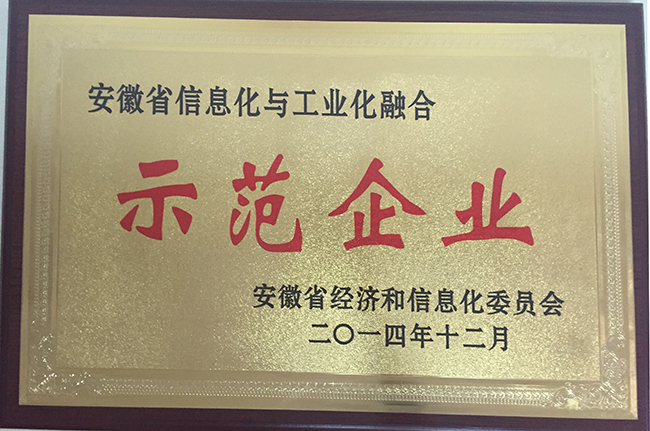 安徽省信息化与工业化融合
示范企业
安徽省经济和信息化委员会
二〇一四年十二月